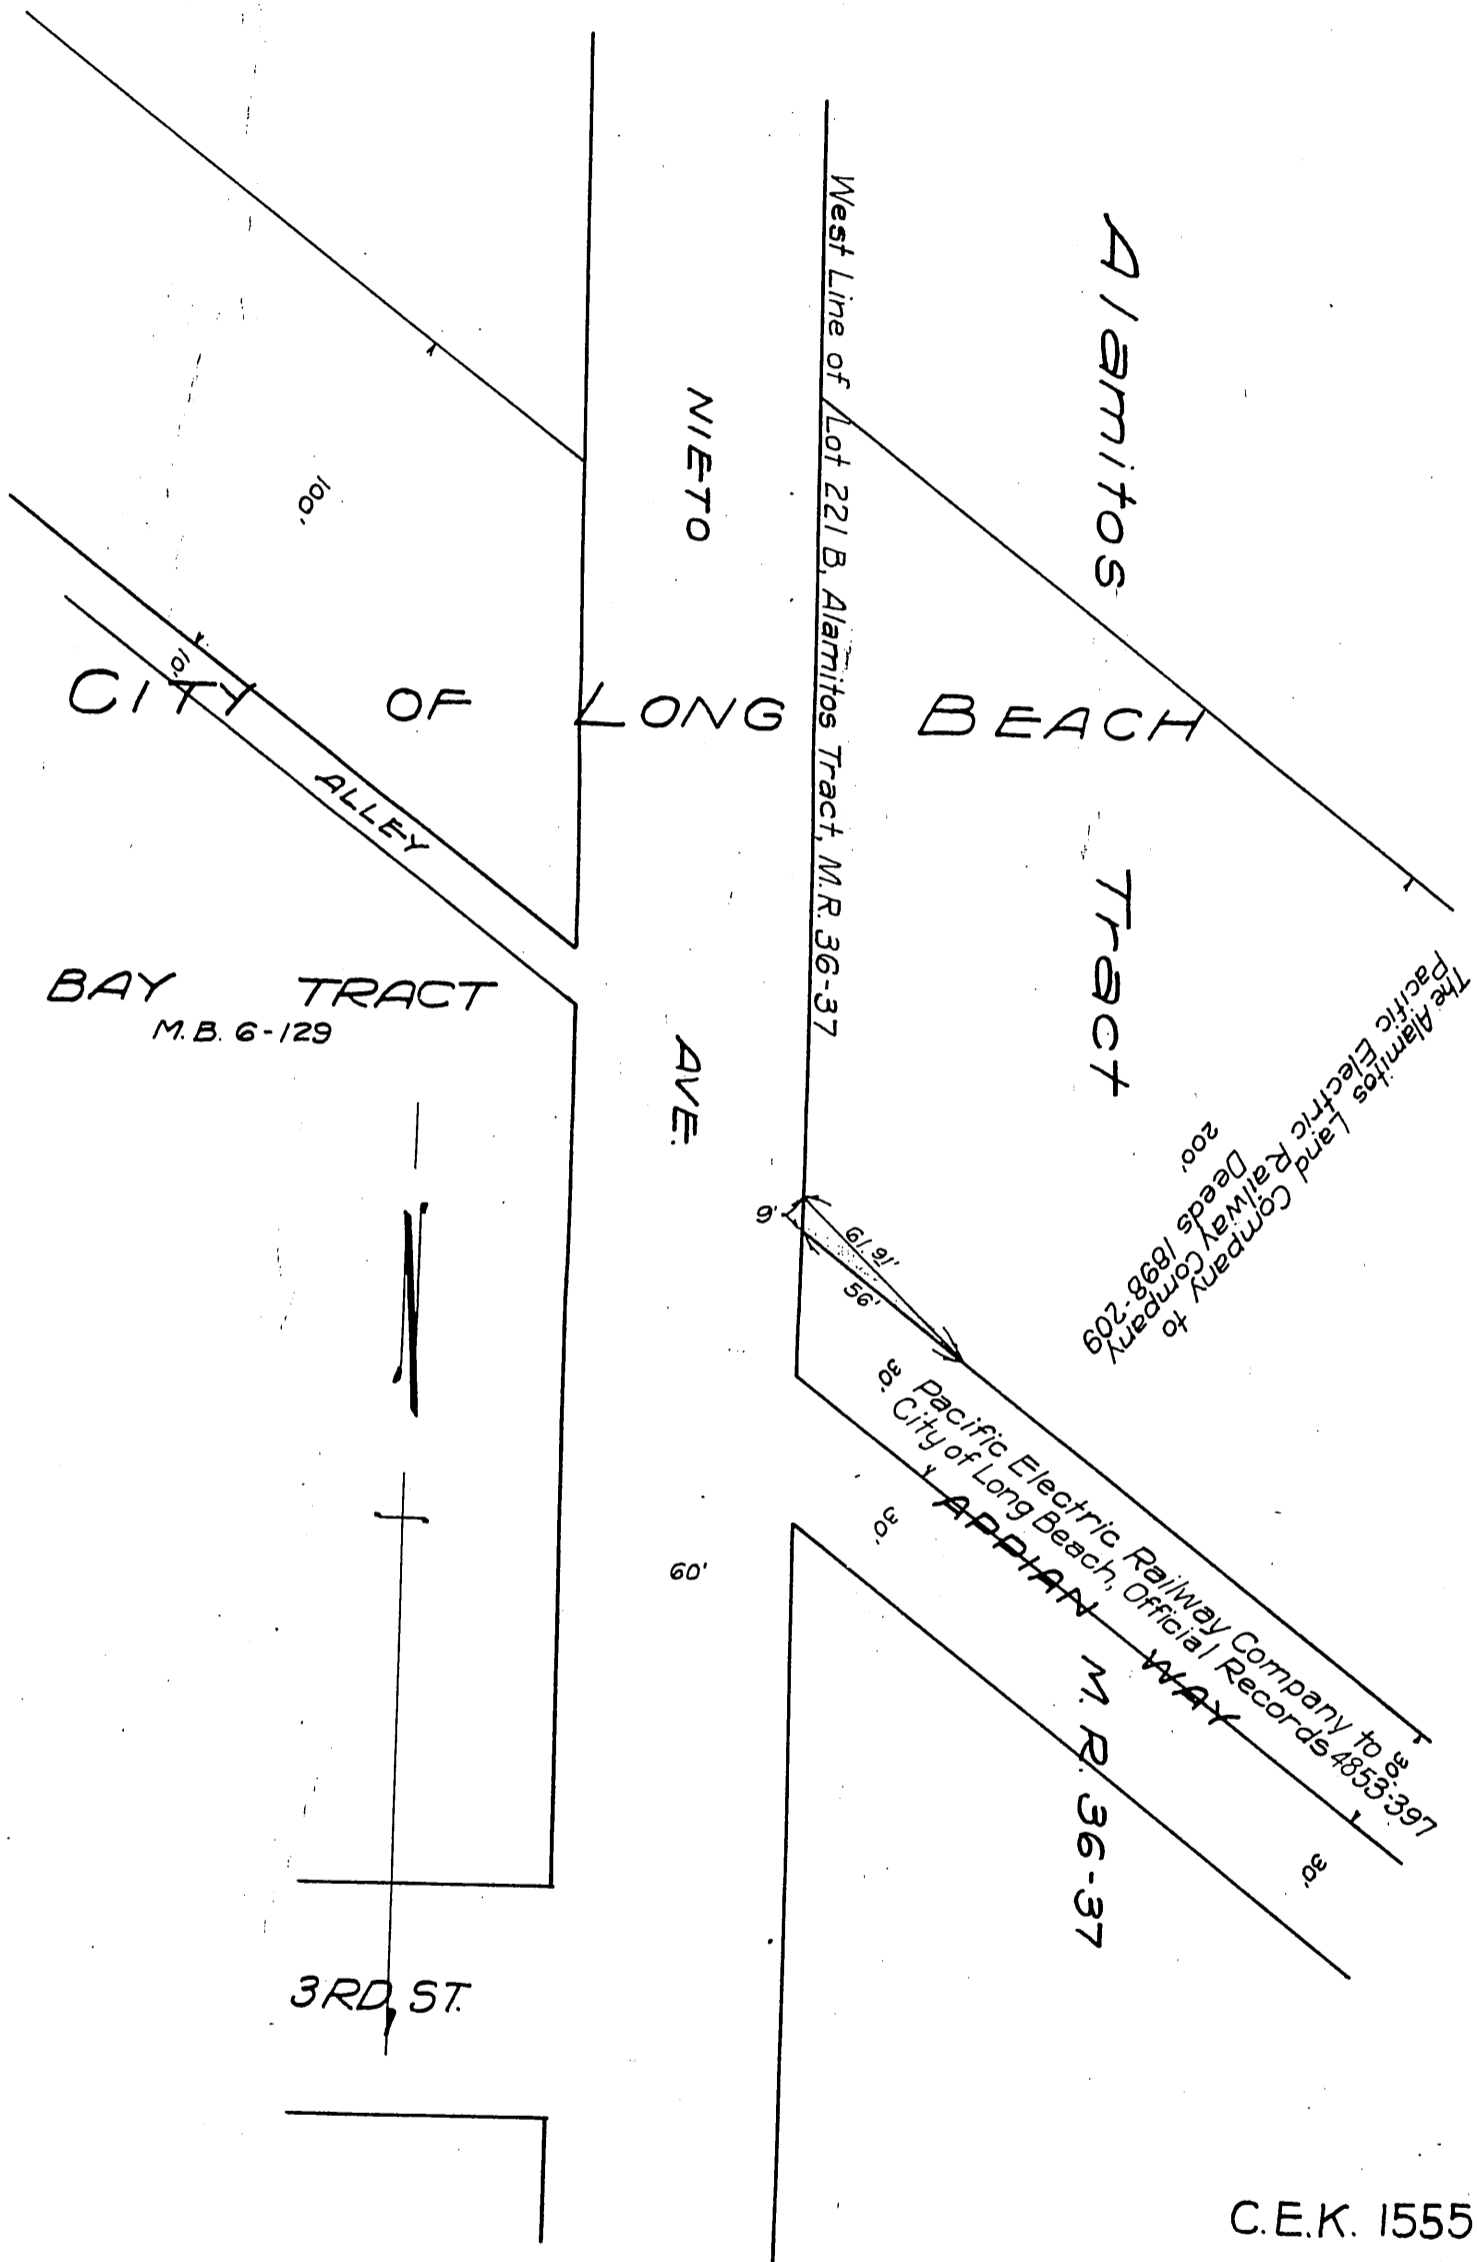 Alamitos Tract M. R. 36-37
West Line of Lot 221 B, Alamitos Tract, M.R. 36-37
NIETO AVE.
100'
10'
CITY OF LONG BEACH
ALLEY
BAY TRACT
M.B. 6-129
The Alamitos Land Company to
Pacific Electric Railway Company
Deeds 1898-209
200'
9'
61.91'
56'
30'
Pacific Electric Railway Company to
City of Long Beach, Official Records 4853-397
30'
30'
APPIAN WAY
30'
60'
N
3RD ST.
C.E.K. 1555